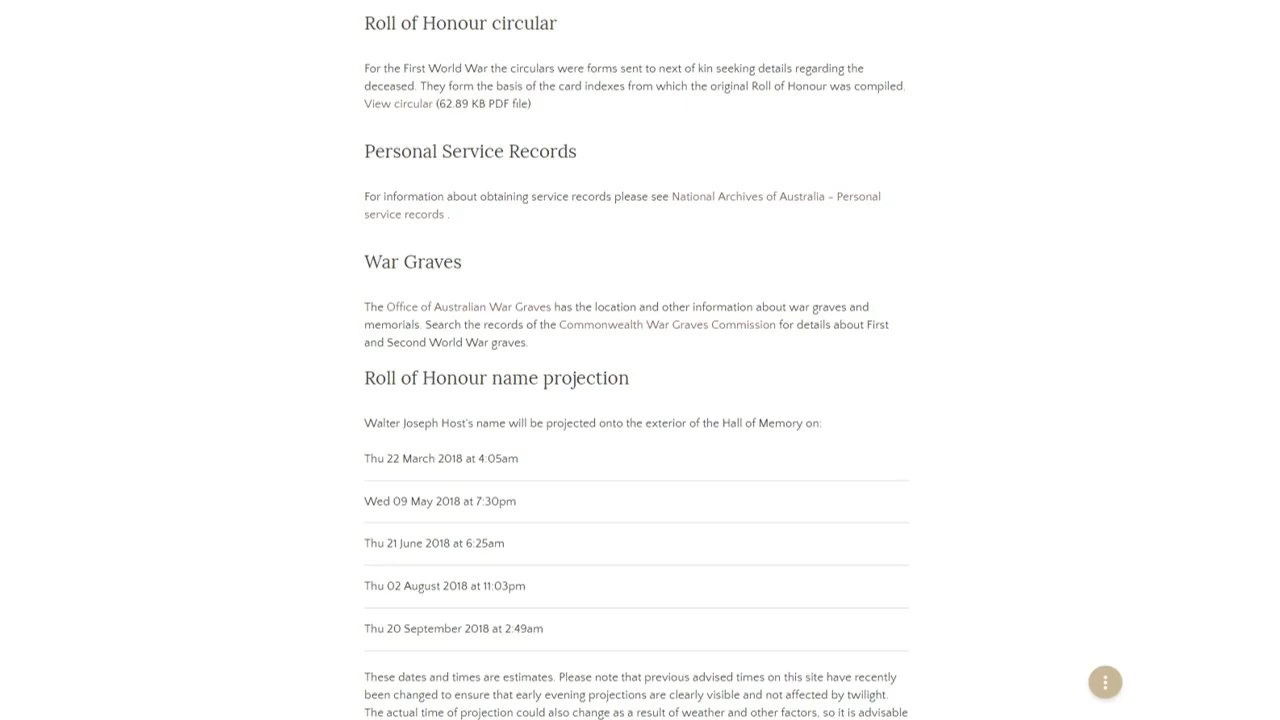 Roll of Honour circular
For the First World War the circulars were forms sent to next of kin seeking details regarding the
deceased. They form the basis of the card indexes from which the original Roll of Honour was compiled.
View circular (62.89 KB PDF file)
Personal Service Records
For information about obtaining service records please see National Archives of Australia – Personal
service records .
War Graves
The Office of Australian War Graves has the location and other information about war graves and
memorials. Search the records of the Commonwealth War Graves Commission for details about First
and Second World War graves.
Roll of Honour name projection
Walter Joseph Host's name will be projected onto the exterior of the Hall of Memory on:
Thu 22 March 2018 at 4:05am
Wed 09 May 2018 at 7:30pm
Thu 21 June 2018 at 6:25am
Thu 02 August 2018 at 11:03pm
Thu 20 September 2018 at 2:49am
These dates and times are estimates. Please note that previous advised times on this site have recently
been changed to ensure that early evening projections are clearly visible and not affected by twilight.
The actual time of projection could also change as a result of weather and other factors, so it is advisable